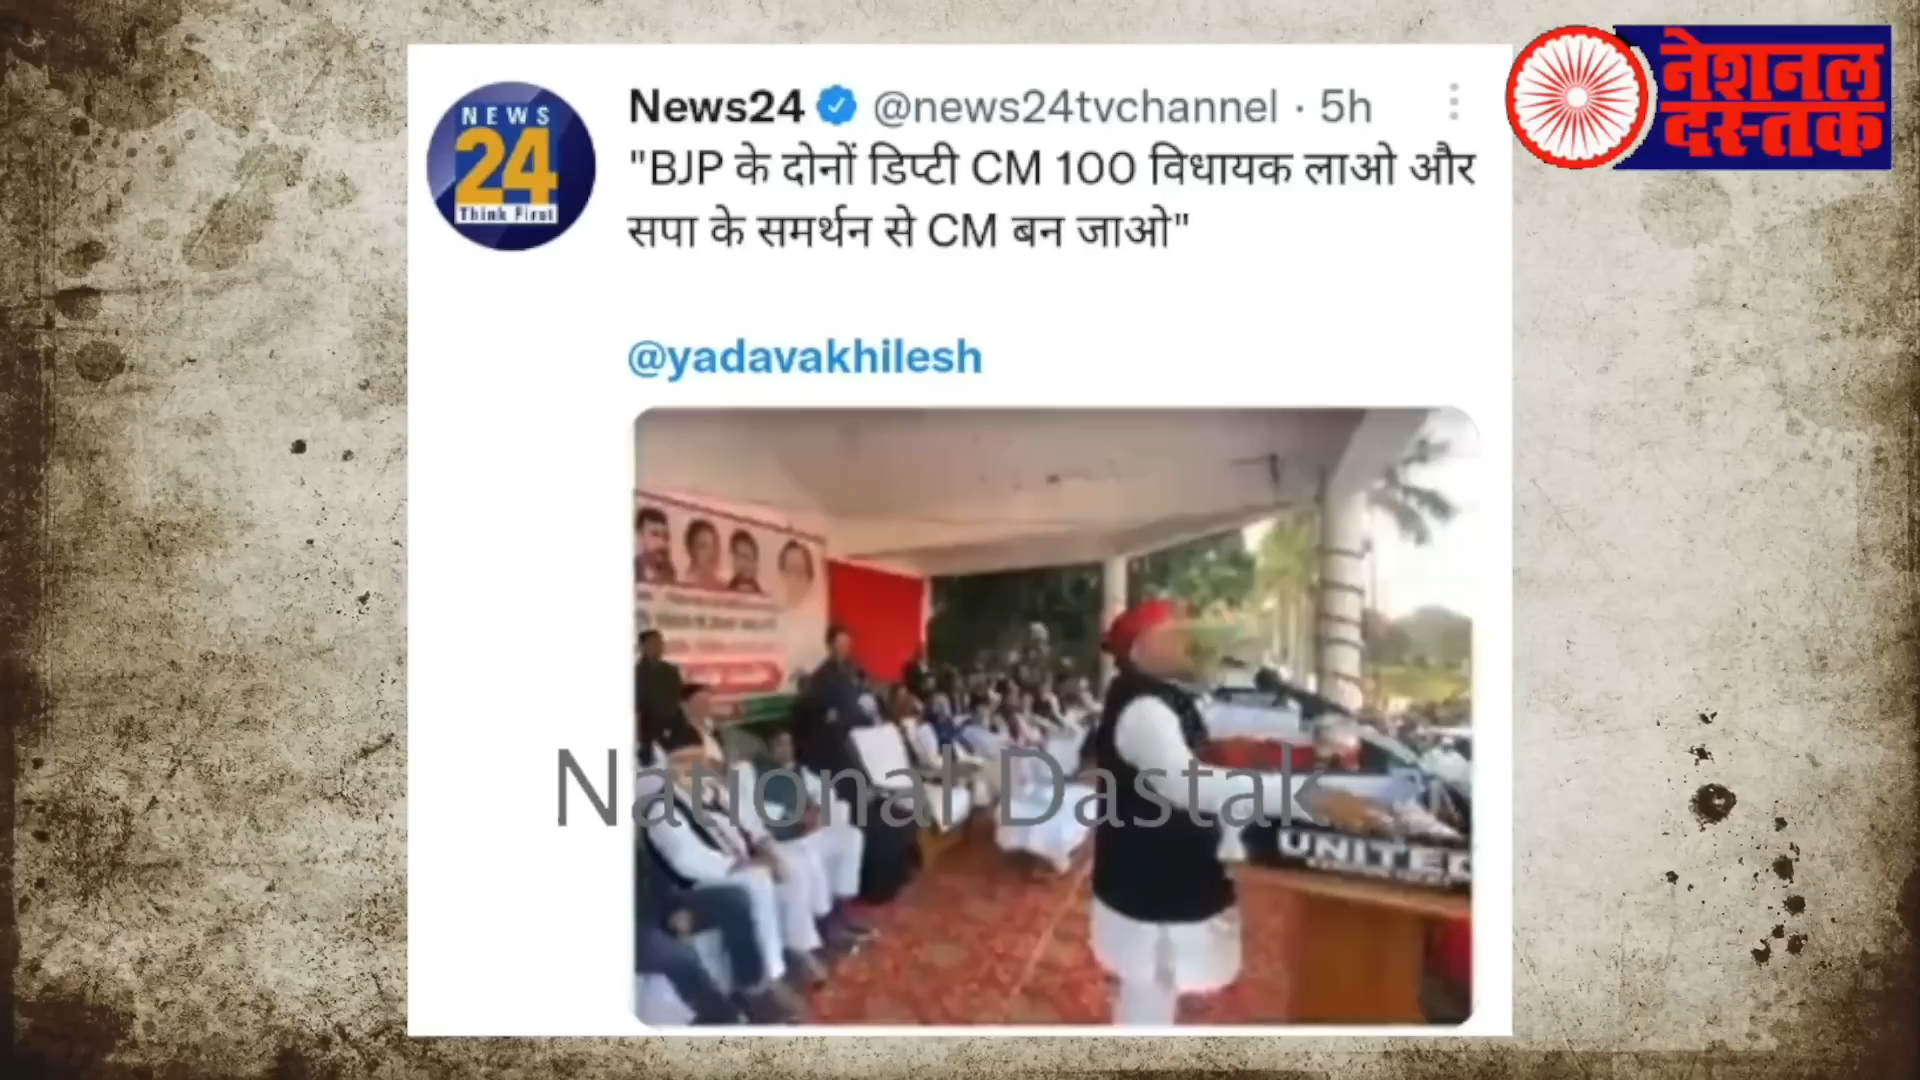 नेशनल
दस्तक
NEWS
24
Think First
News24 @news24tvchannel · 5h
"BJP के दोनों डिप्टी CM 100 विधायक लाओ और
सपा के समर्थन से CM बन जाओ"
@yadavakhilesh
National Dastak
UNITED